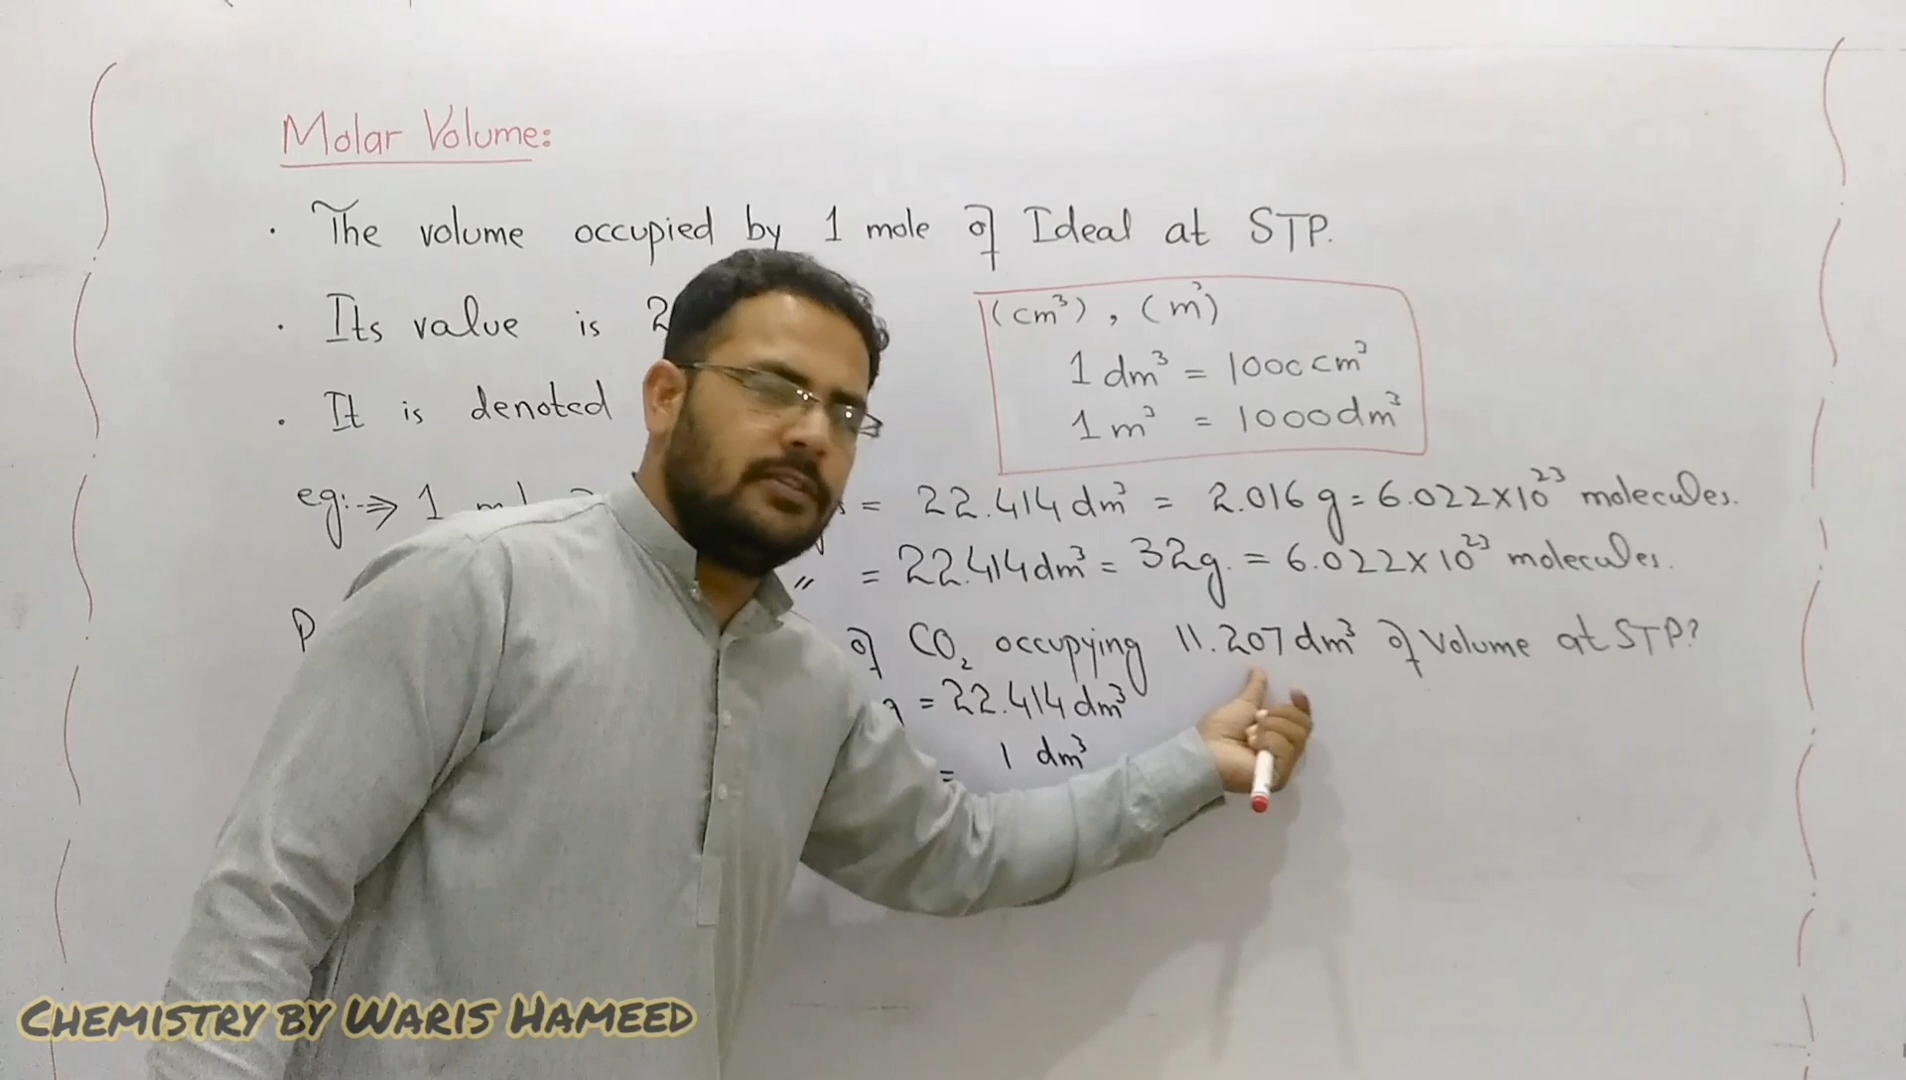 Molar Volume:
· The volume occupied by 1 mole of Ideal at STP.
(cm³) , (m³)
· Its value is 2
1 dm³ = 1000 cm³
· It is denoted
1 m³ = 1000 dm³
eg:→ 1 = 22.414 dm³ = 2.016 g = 6.022×10²³ molecules.
〃 = 22.414 dm³ = 32g. = 6.022×10²³ molecules.
P of CO₂ occupying 11.207 dm³ of volume at STP?
= 22.414 dm³
= 1 dm³
CHEMISTRY BY WARIS HAMEED